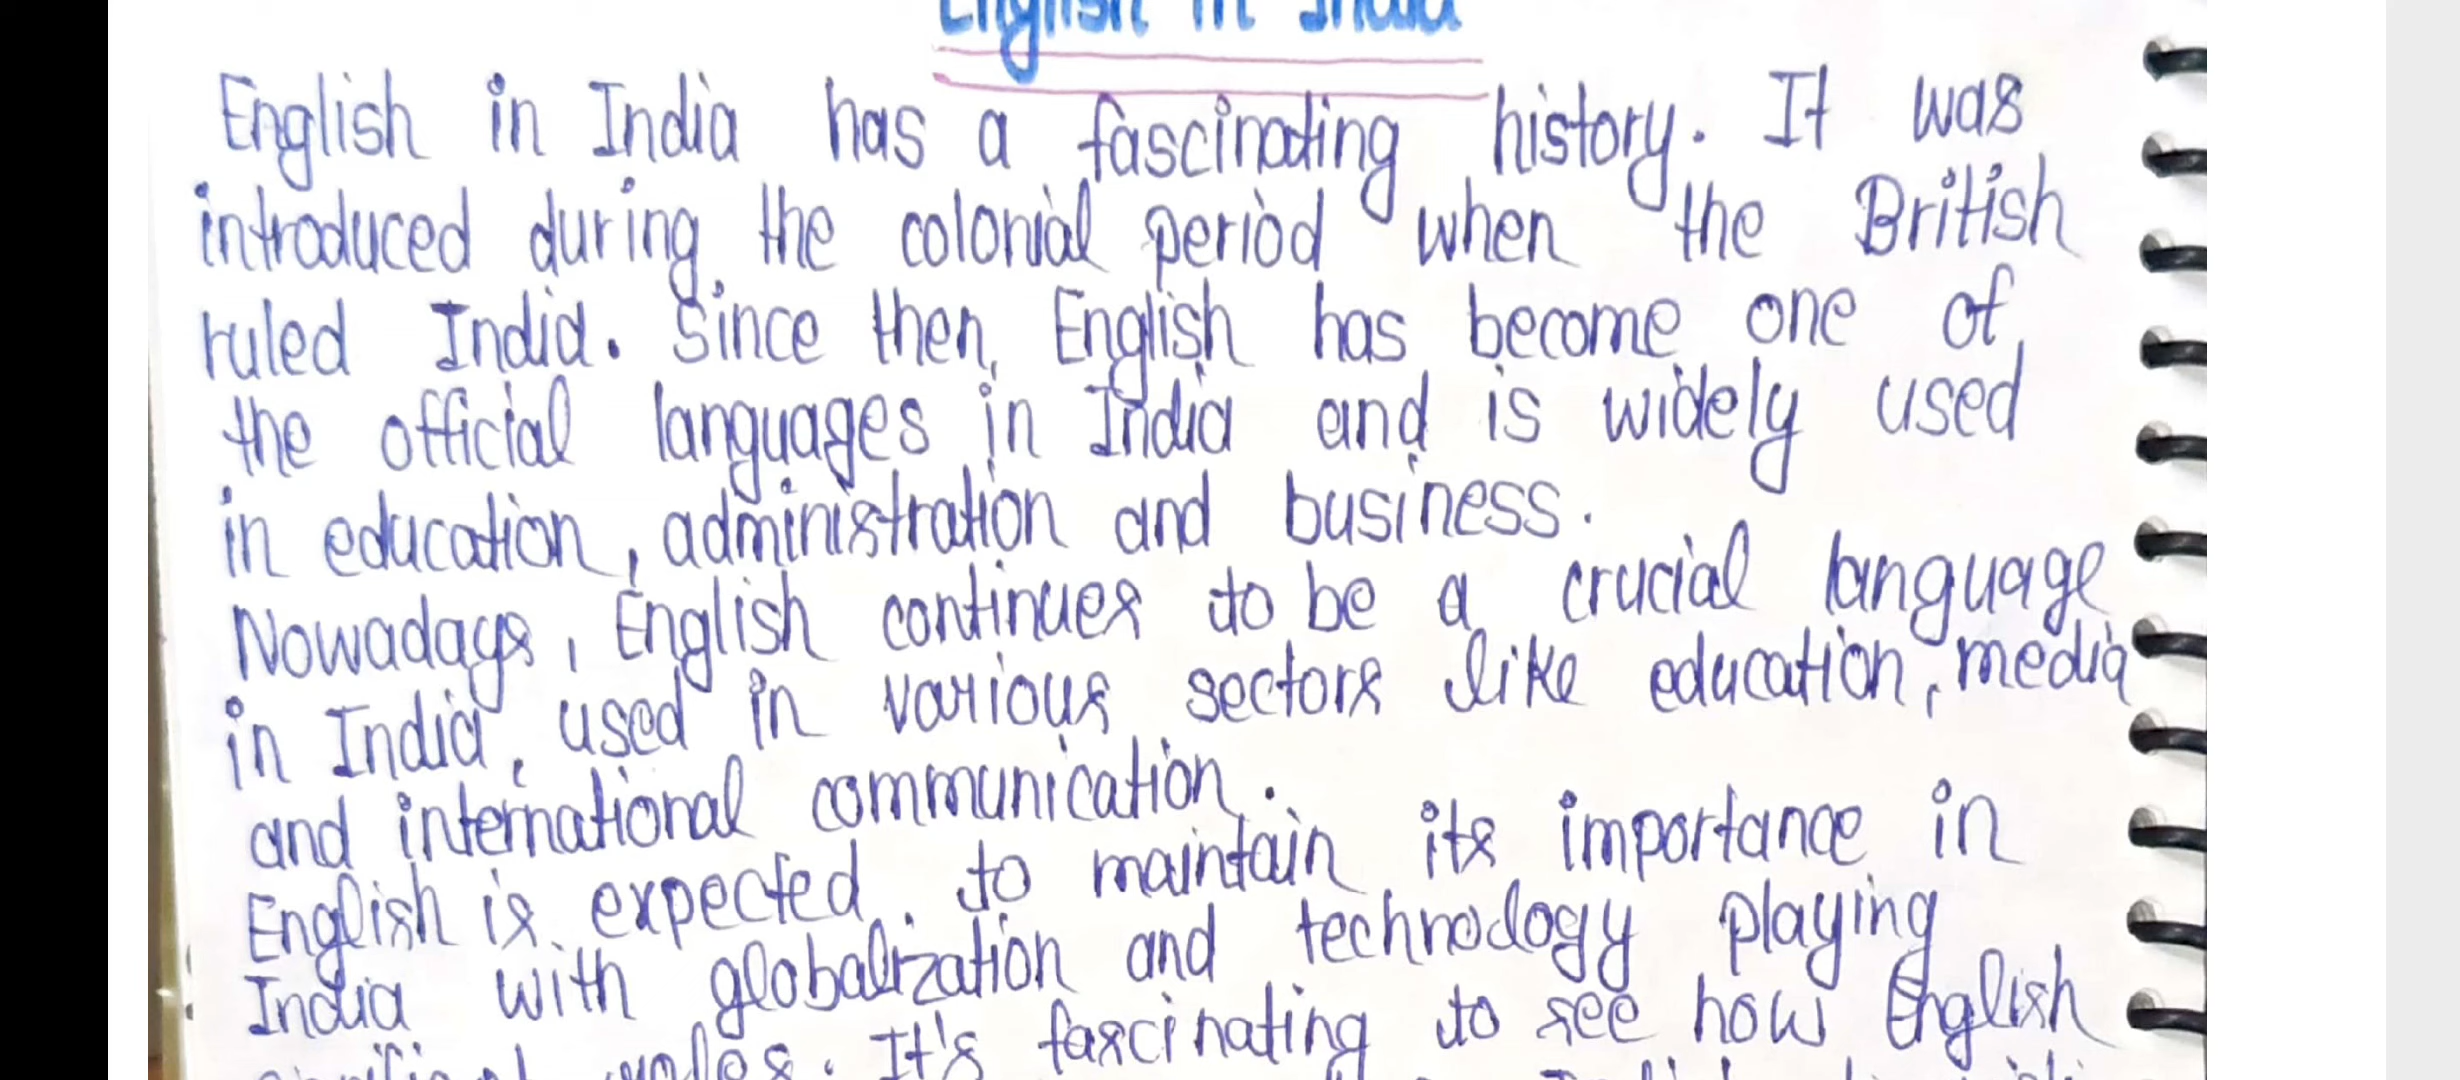 English in India
English in India has a fascinating history. It was
introduced during the colonial period when the British
ruled India. Since then, English has become one of
the official languages in India and is widely used
in education, administration and business.
Nowadays, English continues to be a crucial language
in India, used in various sectors like education, media
and international communication.
English is expected to maintain its importance in
India with globalization and technology playing
significant roles. It's fascinating to see how English